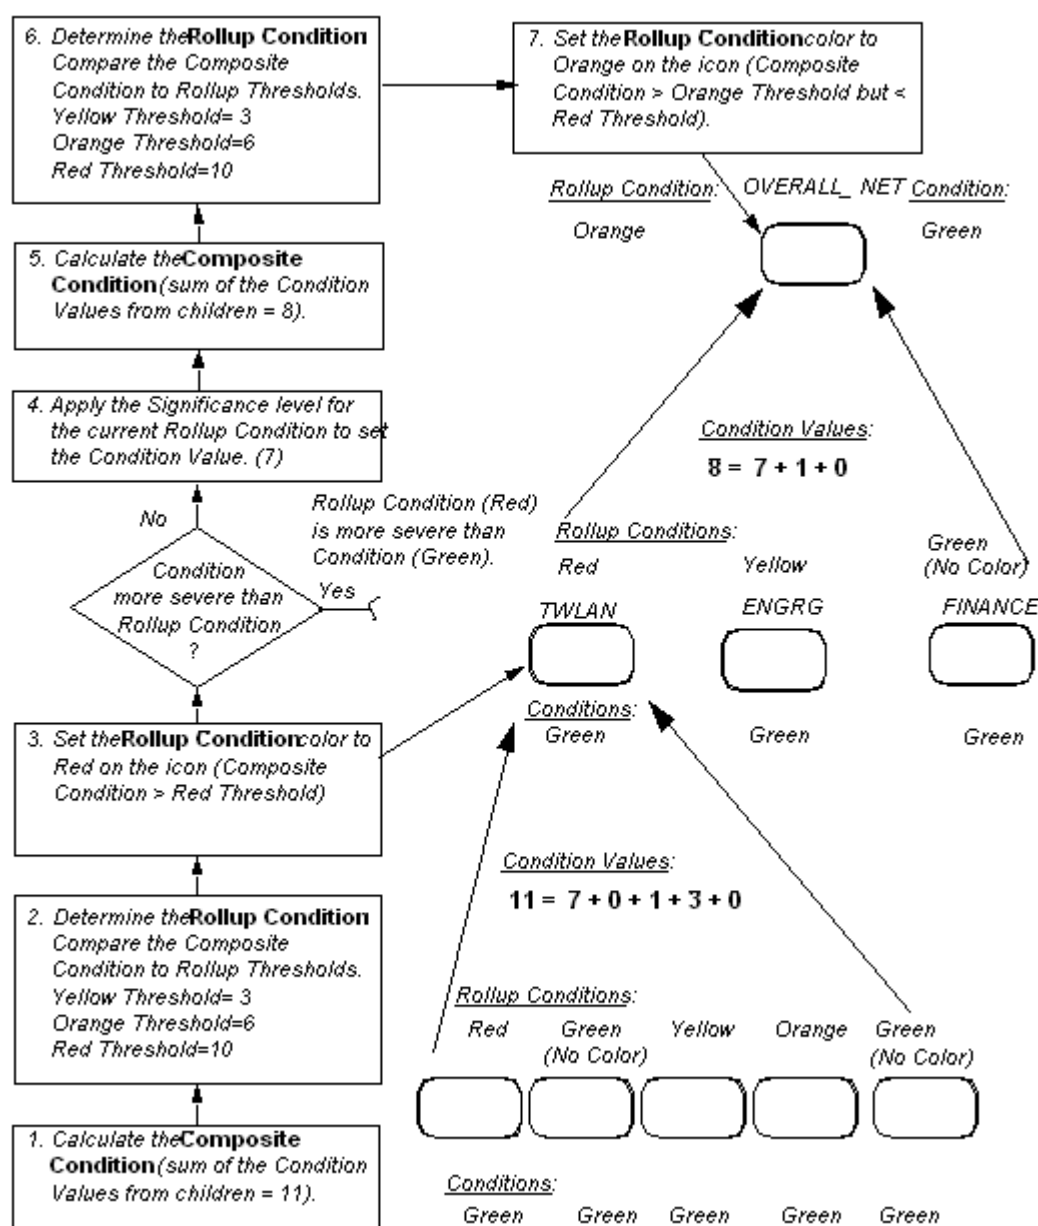 6. Determine the Rollup Condition
Compare the Composite
Condition to Rollup Thresholds.
Yellow Threshold= 3
Orange Threshold=6
Red Threshold=10
7. Set the Rollup Condition color to
Orange on the icon (Composite
Condition > Orange Threshold but <
Red Threshold).
Rollup Condition: OVERALL_ NET Condition:
Orange Green
5. Calculate the Composite
Condition (sum of the Condition
Values from children = 8).
4. Apply the Significance level for
the current Rollup Condition to set
the Condition Value. (7)
Condition Values:
8 = 7 + 1 + 0
No
Rollup Condition (Red)
is more severe than
Condition (Green).
Yes
Condition
more severe than
Rollup Condition
?
Rollup Conditions:
Red Yellow Green
(No Color)
TWLAN ENGRG FINANCE
Conditions:
Green Green Green
3. Set the Rollup Condition color to
Red on the icon (Composite
Condition > Red Threshold)
Condition Values:
11 = 7 + 0 + 1 + 3 + 0
2. Determine the Rollup Condition
Compare the Composite
Condition to Rollup Thresholds.
Yellow Threshold= 3
Orange Threshold=6
Red Threshold=10
Rollup Conditions:
Red Green Yellow Orange Green
(No Color) (No Color)
1. Calculate the Composite
Condition (sum of the Condition
Values from children = 11).
Conditions:
Green Green Green Green Green